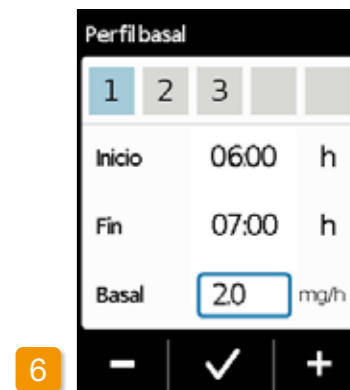 Perfil basal
1 2 3
Inicio 06:00 h
Fin 07:00 h
Basal 2.0 mg/h
6